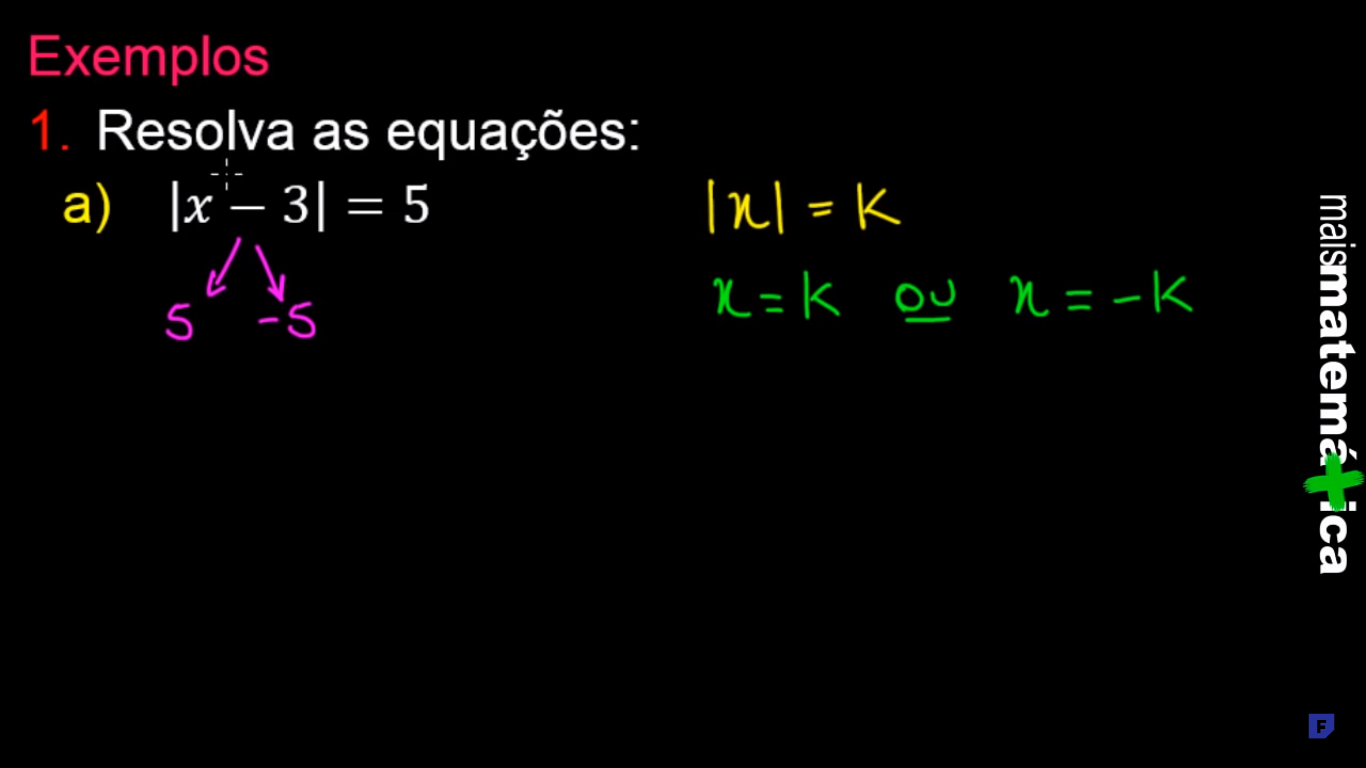 Exemplos
1. Resolva as equações:
a) |x − 3| = 5
5 -5
|x| = K
x = K ou x = -K
maismatemática
F